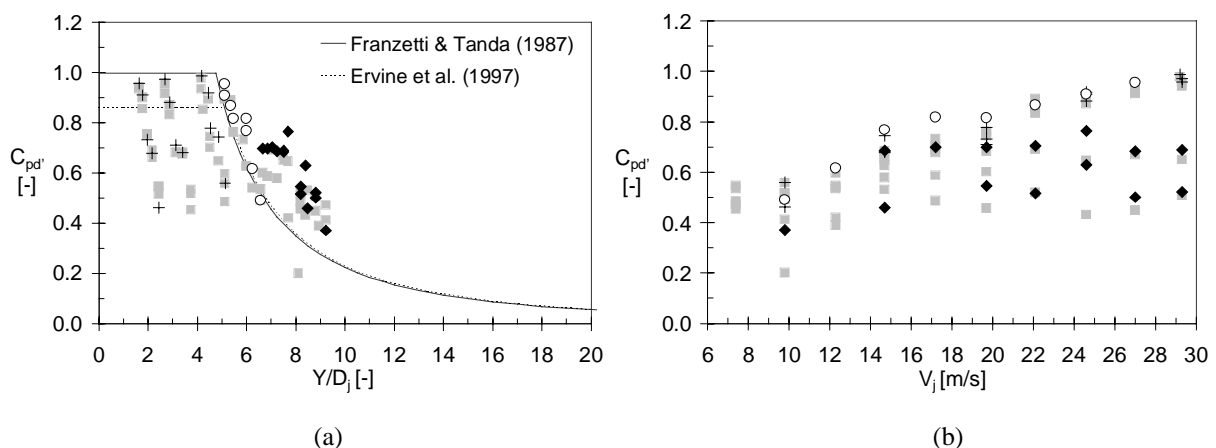 1.2
1.0
0.8
0.6
0.4
0.2
0.0
C_pd'
[-]
0 2 4 6 8 10 12 14 16 18 20
Y/D_j [-]
Franzetti & Tanda (1987)
Ervine et al. (1997)
(a)
1.2
1.0
0.8
0.6
0.4
0.2
0.0
C_pd'
[-]
6 8 10 12 14 16 18 20 22 24 26 28 30
V_j [m/s]
(b)